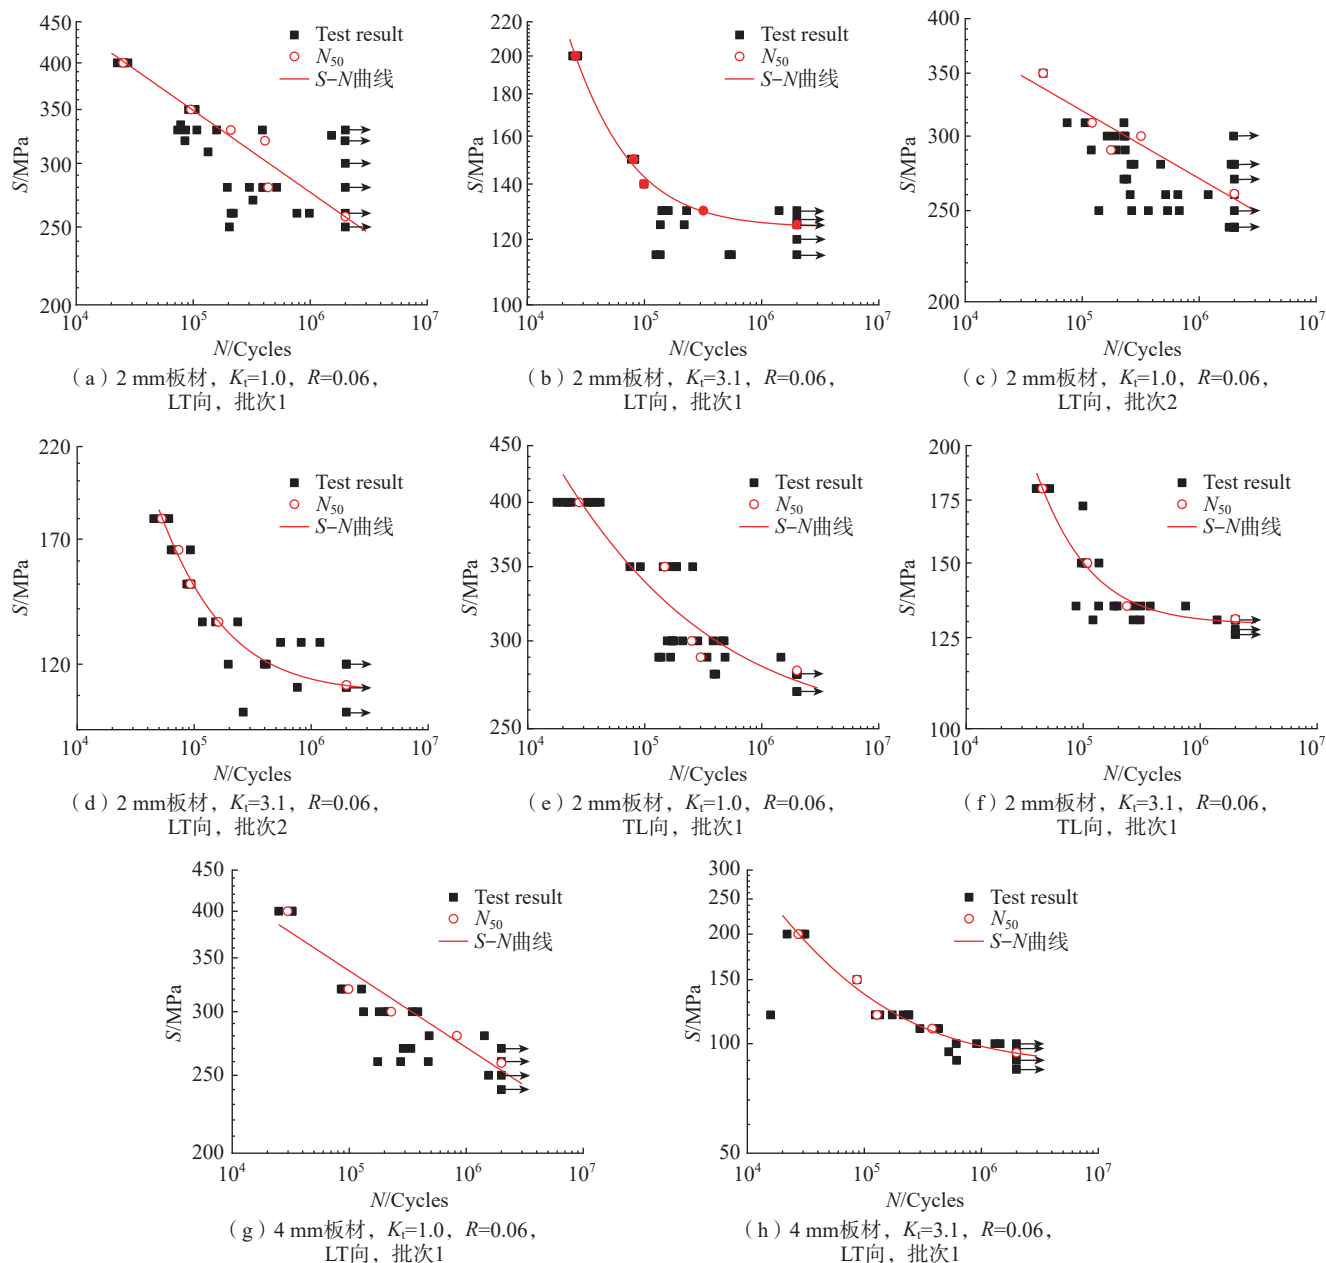 450
400
350
300
250
200
S/MPa
Test result
N50
S–N曲线
10^4
10^5
10^6
10^7
N/Cycles
（a）2 mm板材，Kt=1.0，R=0.06，
LT向，批次1
220
200
180
160
140
120
100
S/MPa
Test result
N50
S–N曲线
10^4
10^5
10^6
10^7
N/Cycles
（b）2 mm板材，Kt=3.1，R=0.06，
LT向，批次1
400
350
300
250
200
S/MPa
Test result
N50
S–N曲线
10^4
10^5
10^6
10^7
N/Cycles
（c）2 mm板材，Kt=1.0，R=0.06，
LT向，批次2
220
170
120
S/MPa
Test result
N50
S–N曲线
10^4
10^5
10^6
10^7
N/Cycles
（d）2 mm板材，Kt=3.1，R=0.06，
LT向，批次2
450
400
350
300
250
S/MPa
Test result
N50
S–N曲线
10^4
10^5
10^6
10^7
N/Cycles
（e）2 mm板材，Kt=1.0，R=0.06，
TL向，批次1
200
175
150
125
100
S/MPa
Test result
N50
S–N曲线
10^4
10^5
10^6
10^7
N/Cycles
（f）2 mm板材，Kt=3.1，R=0.06，
TL向，批次1
450
400
350
300
250
200
S/MPa
Test result
N50
S–N曲线
10^4
10^5
10^6
10^7
N/Cycles
（g）4 mm板材，Kt=1.0，R=0.06，
LT向，批次1
300
250
200
150
100
50
S/MPa
Test result
N50
S–N曲线
10^4
10^5
10^6
10^7
N/Cycles
（h）4 mm板材，Kt=3.1，R=0.06，
LT向，批次1